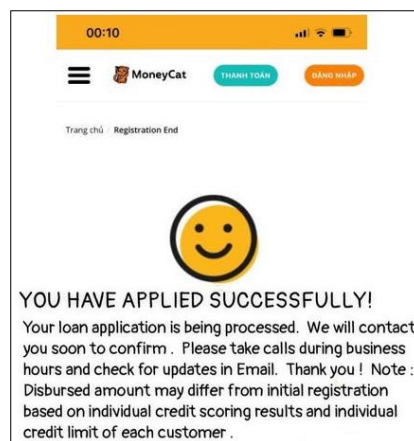 00:10
MoneyCat THANH TOÁN ĐĂNG NHẬP
Trang chủ / Registration End
YOU HAVE APPLIED SUCCESSFULLY!
Your loan application is being processed. We will contact
you soon to confirm . Please take calls during business
hours and check for updates in Email. Thank you ! Note :
Disbursed amount may differ from initial registration
based on individual credit scoring results and individual
credit limit of each customer .